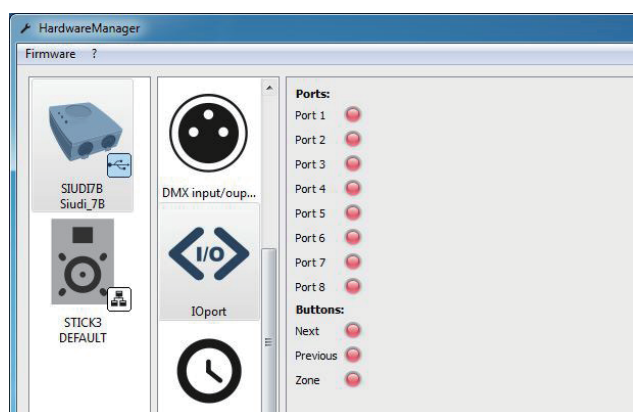 HardwareManager
Firmware ?
SIUDI7B
Siudi_7B
STICK3
DEFAULT
DMX input/oup...
I/O
IOport
Ports:
Port 1
Port 2
Port 3
Port 4
Port 5
Port 6
Port 7
Port 8
Buttons:
Next
Previous
Zone